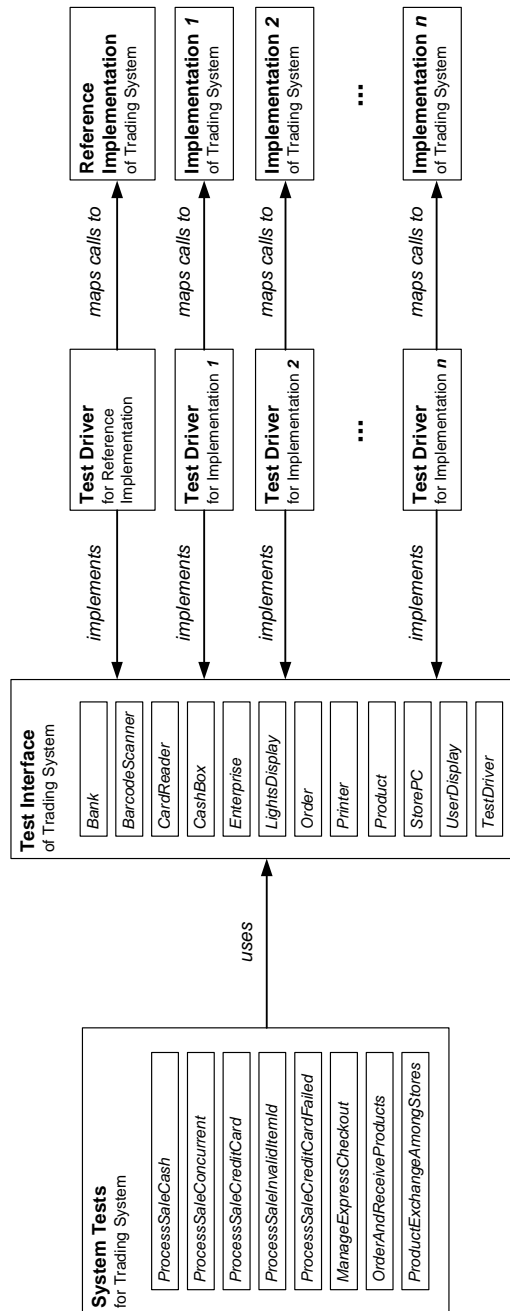 System Tests
for Trading System
ProcessSaleCash
ProcessSaleConcurrent
ProcessSaleCreditCard
ProcessSaleInvalidItemId
ProcessSaleCreditCardFailed
ManageExpressCheckout
OrderAndReceiveProducts
ProductExchangeAmongStores
uses
Test Interface
of Trading System
Bank
BarcodeScanner
CardReader
CashBox
Enterprise
LightsDisplay
Order
Printer
Product
StorePC
UserDisplay
TestDriver
implements
implements
implements
implements
Test Driver
for Reference
Implementation
Test Driver
for Implementation 1
Test Driver
for Implementation 2
...
Test Driver
for Implementation n
maps calls to
maps calls to
maps calls to
maps calls to
Reference
Implementation
of Trading System
Implementation 1
of Trading System
Implementation 2
of Trading System
...
Implementation n
of Trading System